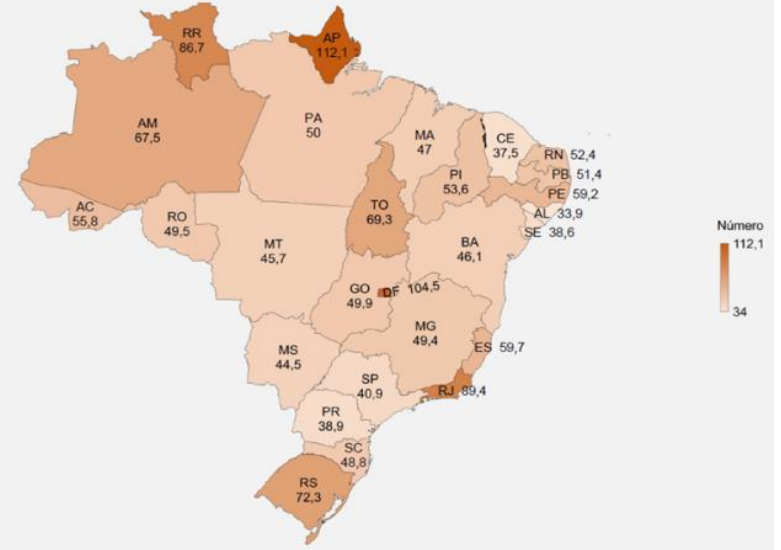 RR
86,7
AP
112,1
AM
67,5
PA
50
MA
47
CE
37,5
RN 52,4
PB 51,4
PI
53,6
PE 59,2
AL 33,9
SE 38,6
AC
55,8
RO
49,5
TO
69,3
MT
45,7
BA
46,1
Número
112,1
34
GO
49,9
DF 104,5
MG
49,4
ES 59,7
MS
44,5
SP
40,9
RJ 89,4
PR
38,9
SC
48,8
RS
72,3